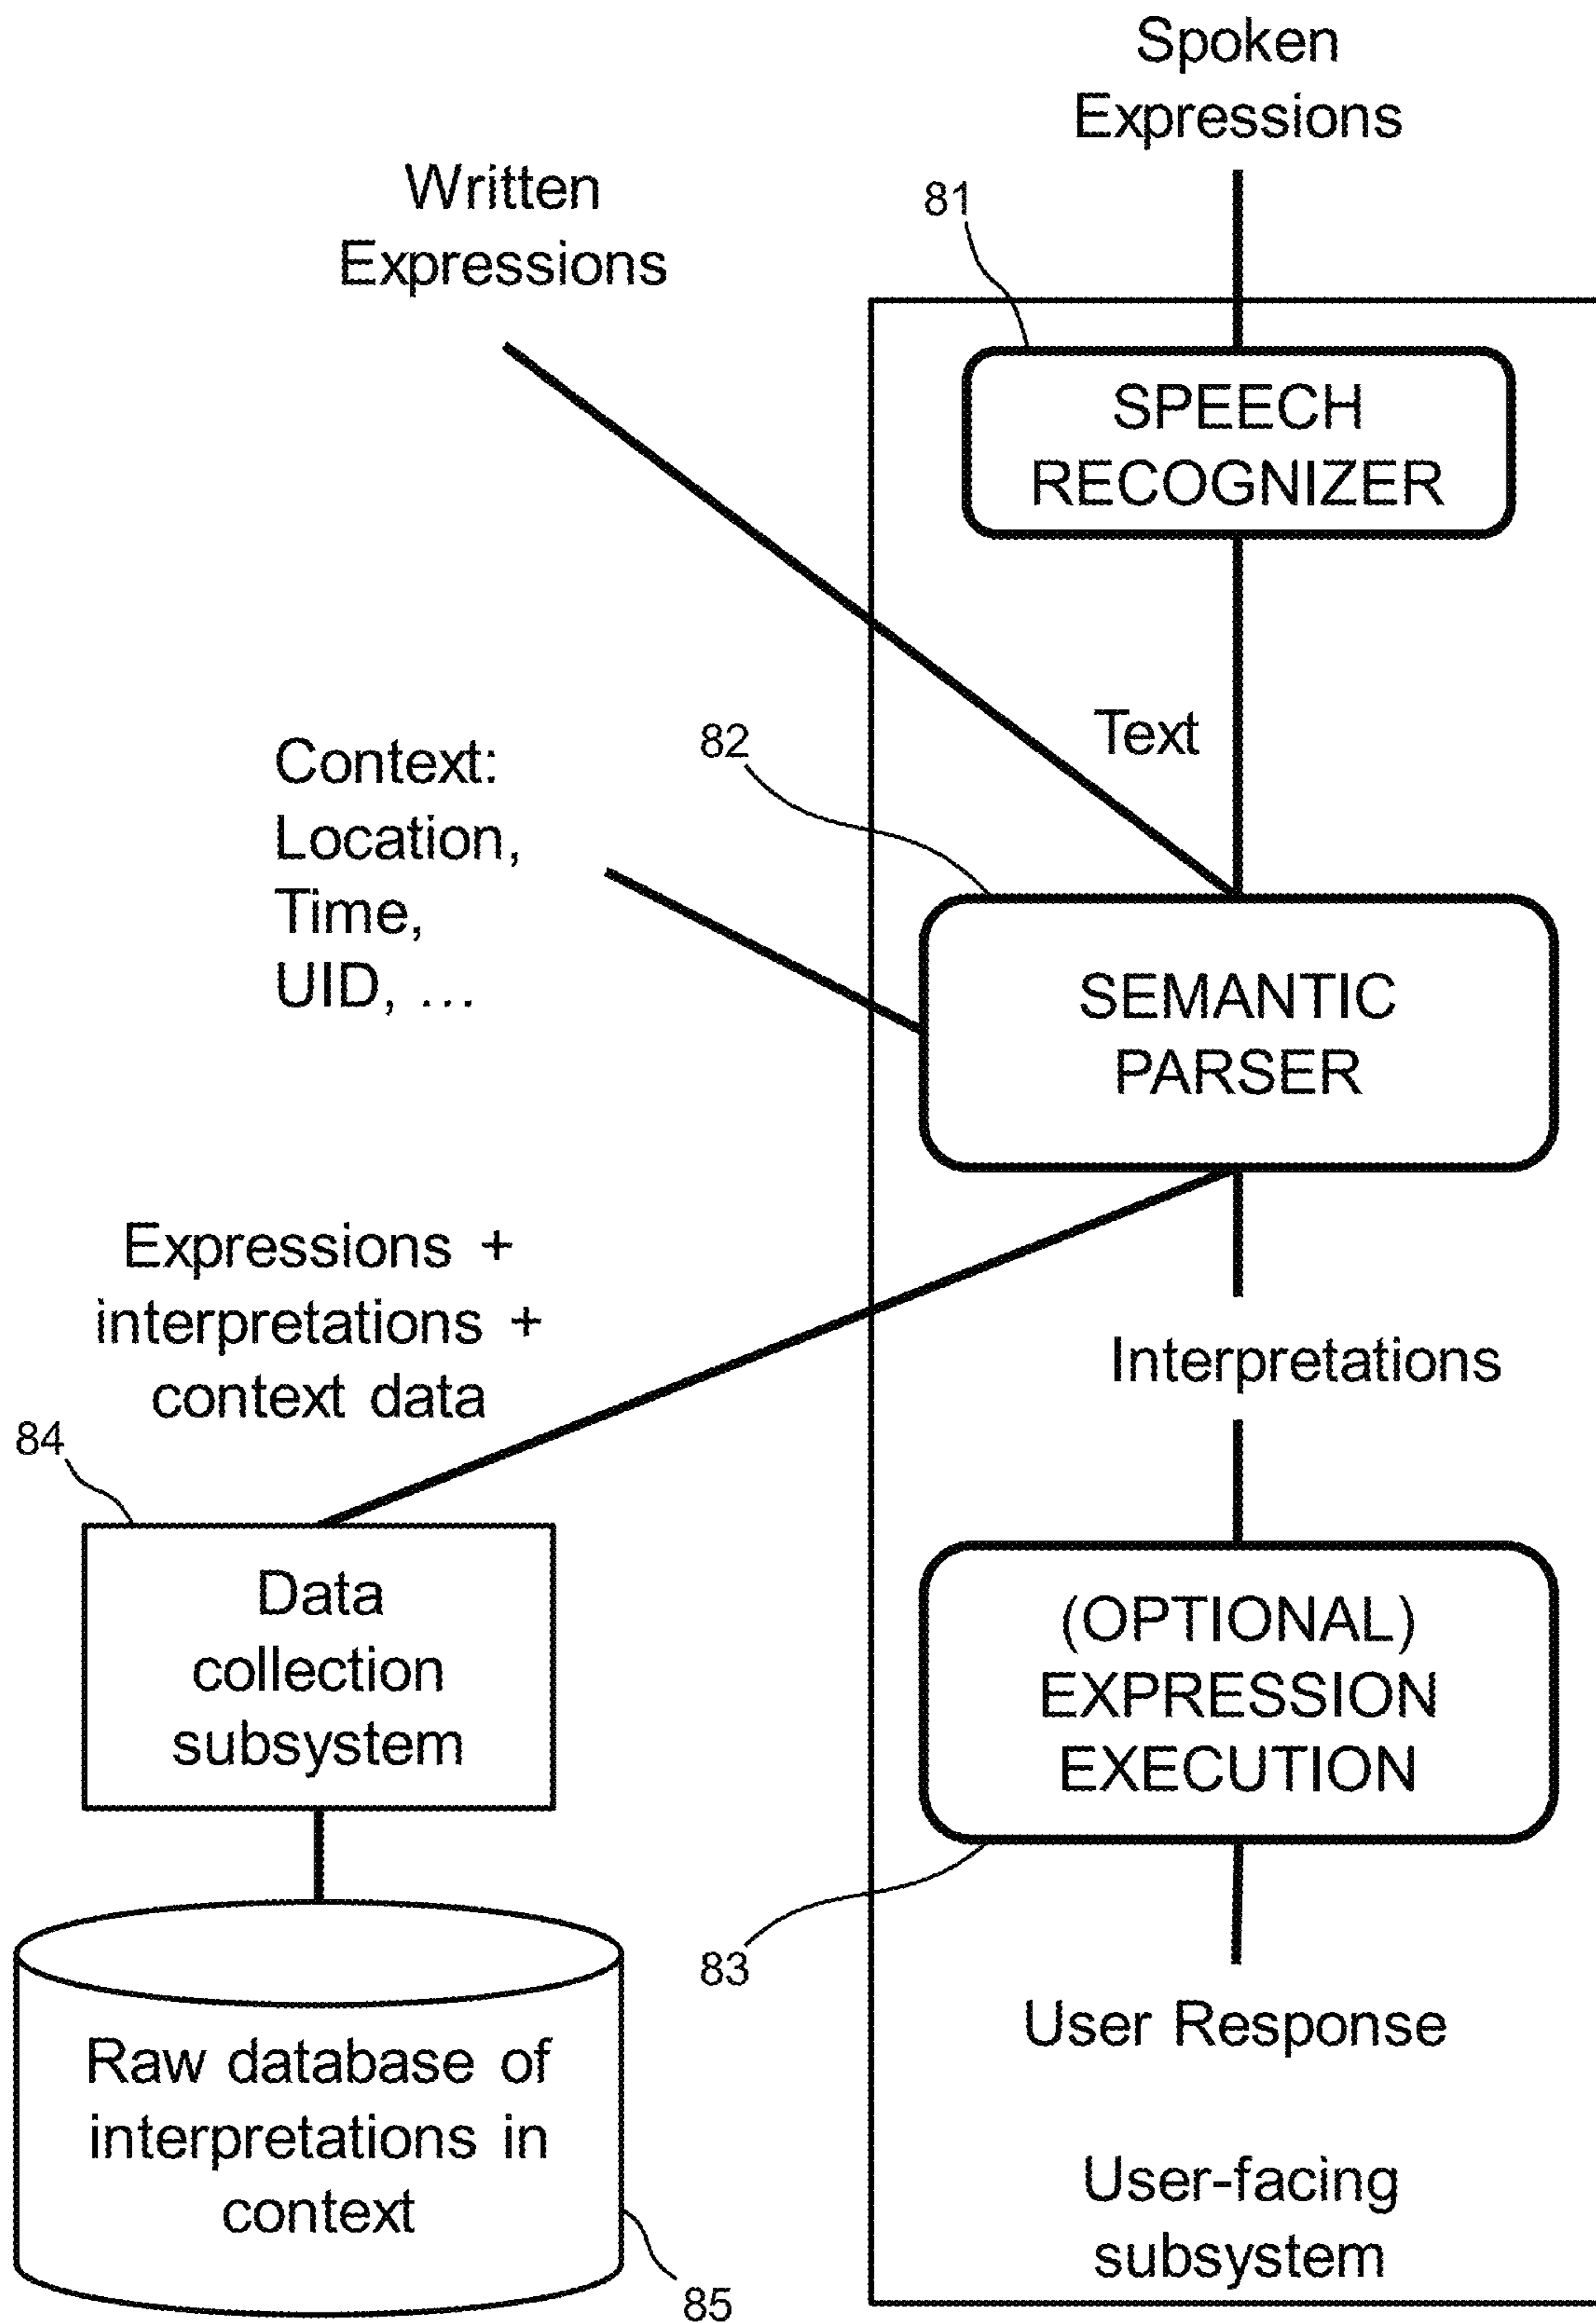 Spoken
Expressions
Written
Expressions
81
SPEECH
RECOGNIZER
Text
82
Context:
Location,
Time,
UID, ...
SEMANTIC
PARSER
Expressions +
interpretations +
context data
Interpretations
84
Data
collection
subsystem
(OPTIONAL)
EXPRESSION
EXECUTION
83
User Response
Raw database of
interpretations in
context
85
User-facing
subsystem